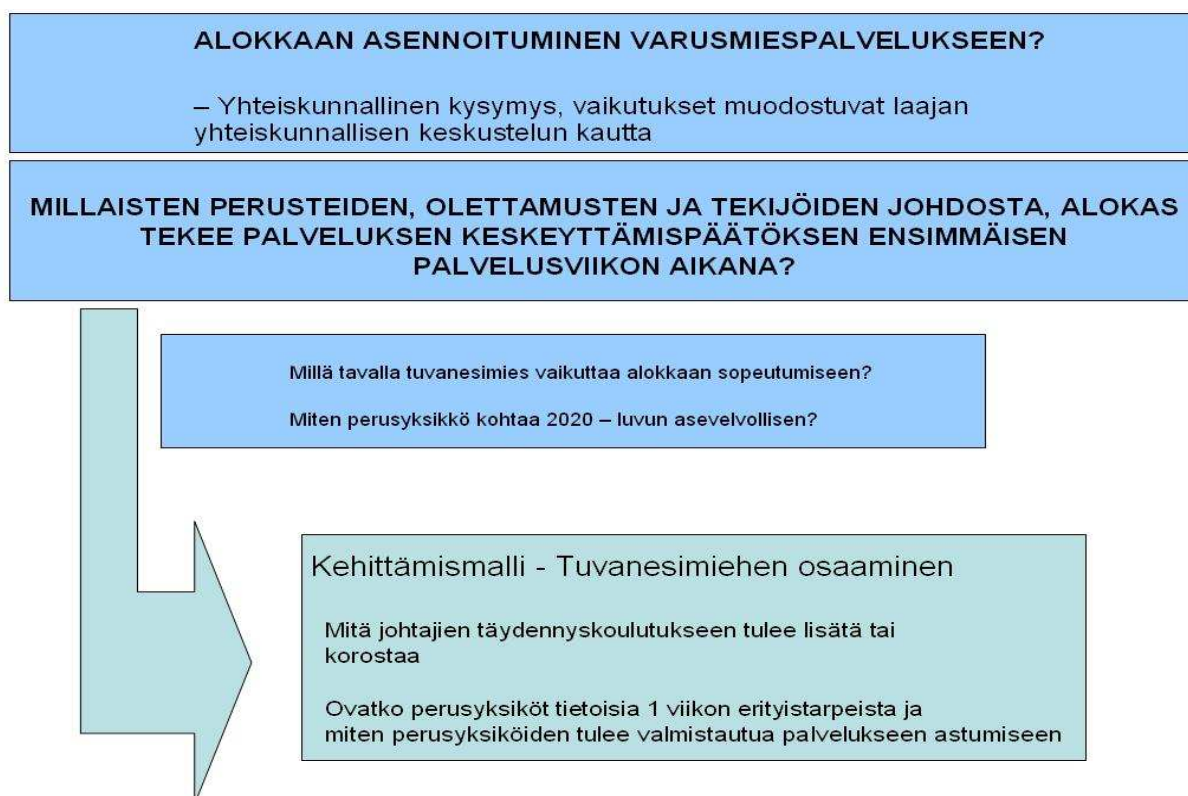 ALOKKAAN ASENNOITUMINEN VARUSMIESPALVELUKSEEN?
– Yhteiskunnallinen kysymys, vaikutukset muodostuvat laajan
yhteiskunnallisen keskustelun kautta
MILLAISTEN PERUSTEIDEN, OLETTAMUSTEN JA TEKIJÖIDEN JOHDOSTA, ALOKAS
TEKEE PALVELUKSEN KESKEYTTÄMISPÄÄTÖKSEN ENSIMMÄISEN
PALVELUSVIIKON AIKANA?
Millä tavalla tuvanesimies vaikuttaa alokkaan sopeutumiseen?
Miten perusyksikkö kohtaa 2020 – luvun asevelvollisen?
Kehittämismalli - Tuvanesimiehen osaaminen
Mitä johtajien täydennyskoulutukseen tulee lisätä tai
korostaa
Ovatko perusyksiköt tietoisia 1 viikon erityistarpeista ja
miten perusyksiköiden tulee valmistautua palvelukseen astumiseen